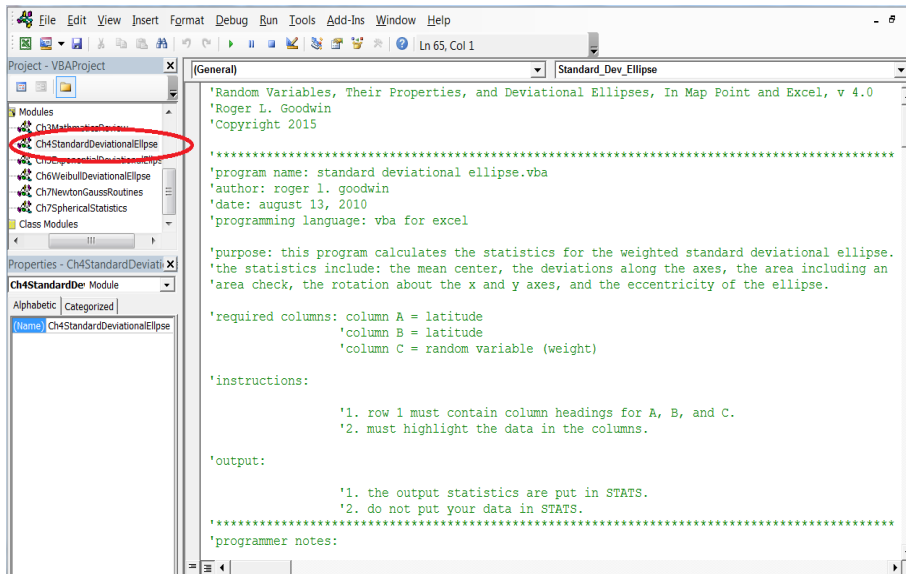 File Edit View Insert Format Debug Run Tools Add-Ins Window Help
Ln 65, Col 1
Project - VBAProject
(General)
Standard_Dev_Ellipse
Modules
Ch3MathmaticsReview
Ch4StandardDeviationalEllpse
Ch5ExponentialDeviationalEllps
Ch6WeibullDeviationalEllpse
Ch7NewtonGaussRoutines
Ch7SphericalStatistics
Class Modules
Properties - Ch4StandardDeviati
Ch4StandardDe Module
Alphabetic Categorized
(Name) Ch4StandardDeviationalEllpse
'Random Variables, Their Properties, and Deviational Ellipses, In Map Point and Excel, v 4.0
'Roger L. Goodwin
'Copyright 2015
'**********************************************************************************************
'program name: standard deviational ellipse.vba
'author: roger l. goodwin
'date: august 13, 2010
'programming language: vba for excel
'purpose: this program calculates the statistics for the weighted standard deviational ellipse.
'the statistics include: the mean center, the deviations along the axes, the area including an
'area check, the rotation about the x and y axes, and the eccentricity of the ellipse.
'required columns: column A = latitude
'column B = latitude
'column C = random variable (weight)
'instructions:
'1. row 1 must contain column headings for A, B, and C.
'2. must highlight the data in the columns.
'output:
'1. the output statistics are put in STATS.
'2. do not put your data in STATS.
'**********************************************************************************************
'programmer notes: